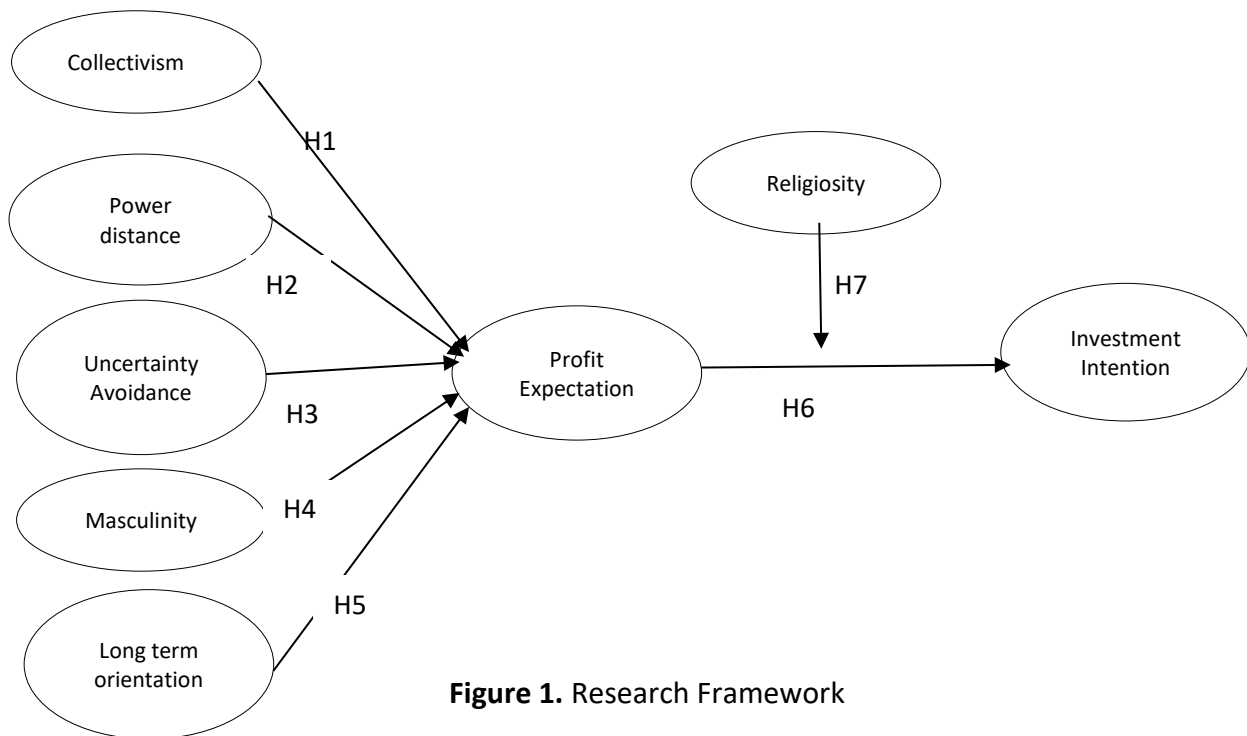 Collectivism
H1
Power
distance
H2
Uncertainty
Avoidance
H3
Masculinity
H4
Long term
orientation
H5
Profit
Expectation
Religiosity
H7
H6
Investment
Intention
Figure 1. Research Framework